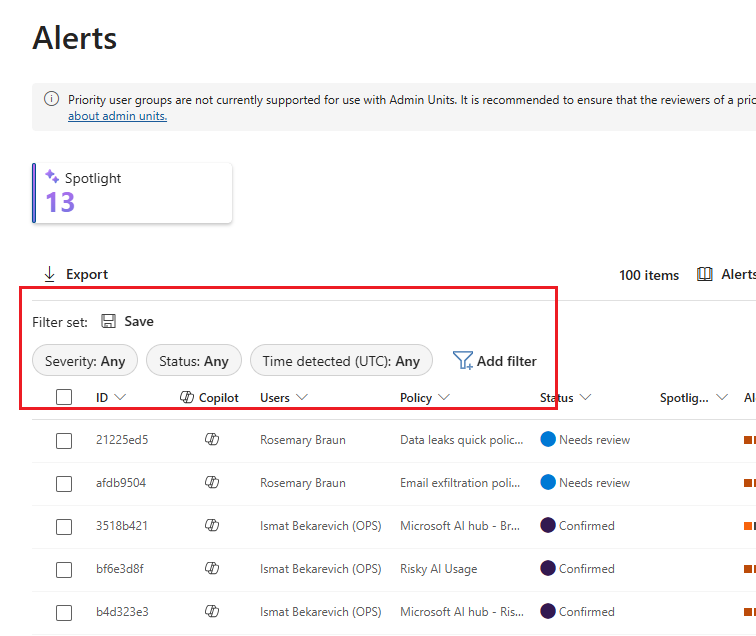 Alerts
Priority user groups are not currently supported for use with Admin Units. It is recommended to ensure that the reviewers of a
about admin units.
Spotlight
13
Export 100 items Alerts
Filter set: Save
Severity: Any Status: Any Time detected (UTC): Any Add filter
ID Copilot Users Policy Status Spotlig...
21225ed5 Rosemary Braun Data leaks quick polic... Needs review
afdb9504 Rosemary Braun Email exfiltration poli... Needs review
3518b421 Ismat Bekarevich (OPS) Microsoft AI hub - Br... Confirmed
bf6e3d8f Ismat Bekarevich (OPS) Risky AI Usage Confirmed
b4d323e3 Ismat Bekarevich (OPS) Microsoft AI hub - Ris... Confirmed